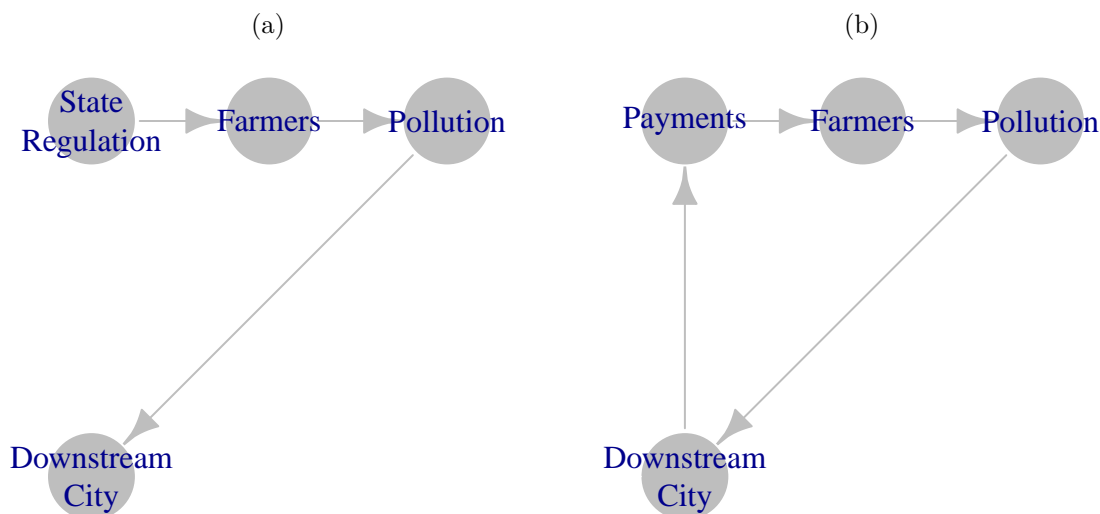 (a)
State
Regulation
Farmers
Pollution
Downstream
City
(b)
Payments
Farmers
Pollution
Downstream
City